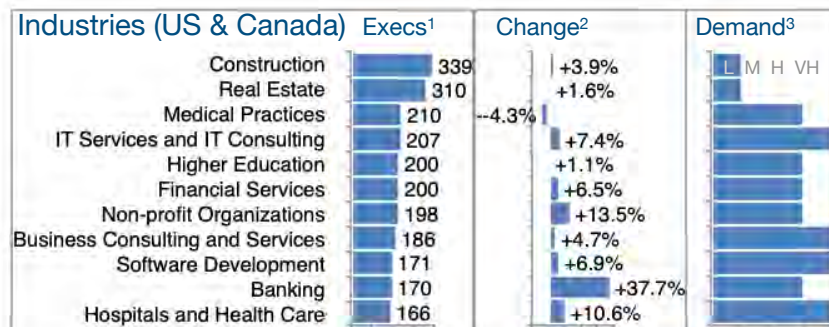 Industries (US & Canada) Execs¹ Change² Demand³
Construction 339 +3.9% L M H VH
Real Estate 310 +1.6%
Medical Practices 210 --4.3%
IT Services and IT Consulting 207 +7.4%
Higher Education 200 +1.1%
Financial Services 200 +6.5%
Non-profit Organizations 198 +13.5%
Business Consulting and Services 186 +4.7%
Software Development 171 +6.9%
Banking 170 +37.7%
Hospitals and Health Care 166 +10.6%